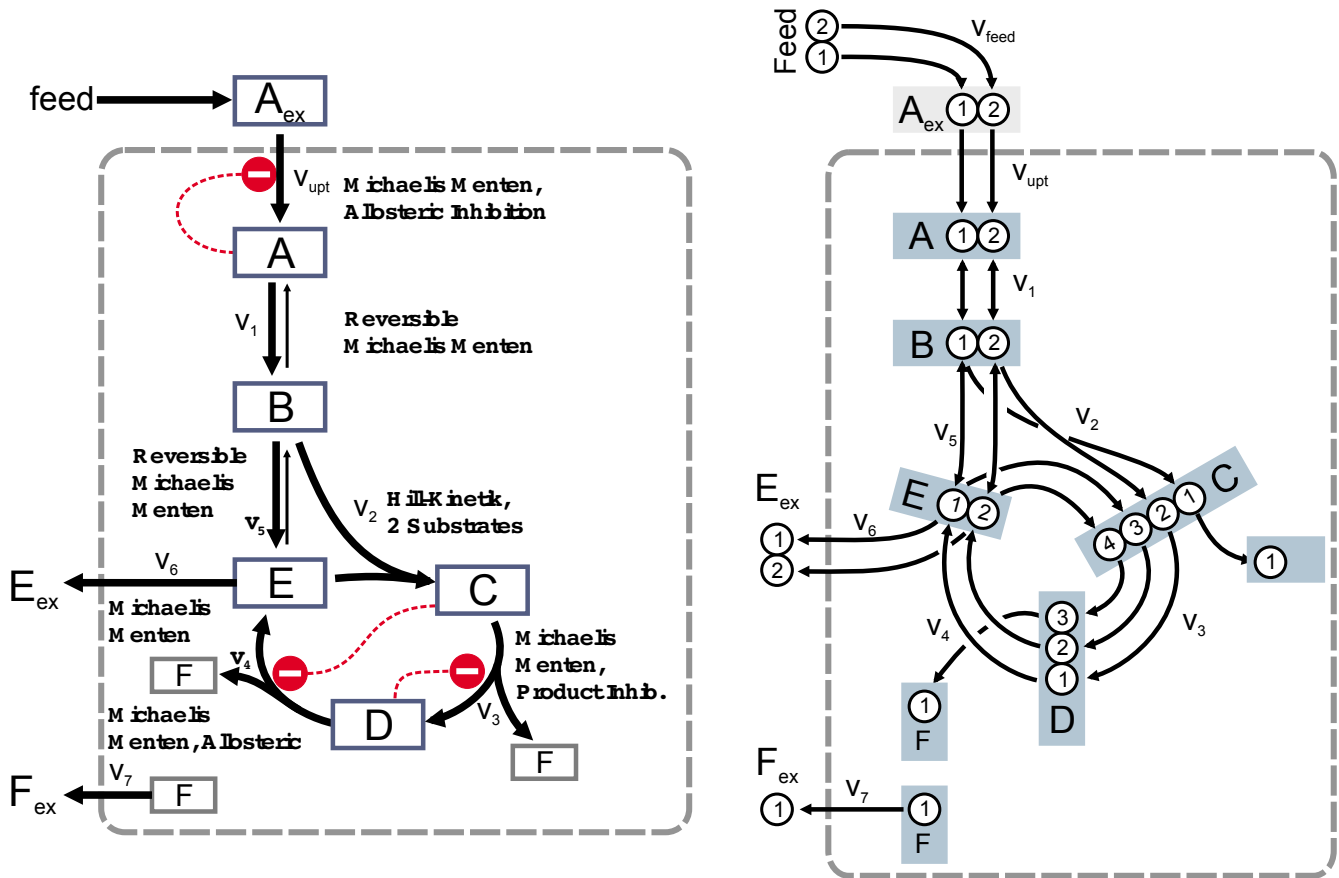 feed
A ex
v upt
Michaelis Menten,
Allosteric Inhibition
A
v 1
Reversible
Michaelis Menten
B
Reversible
Michaelis
Menten
v 5
v 2
Hill-Kinetik,
2 Substrates
E ex
v 6
E
C
Michaelis
Menten
v 4
F
Michaelis
Menten,
Product Inhib.
D
v 3
Michaelis
Menten, Allosteric
F
F ex
v 7
F
Feed
2
1
v feed
A ex
1 2
v upt
A
1 2
v 1
B
1 2
v 2
v 5
E
1 2
C
4 3 2 1
E ex
1
2
v 6
1
v 4
3
2
1
D
v 3
1
F
F ex
1
v 7
1
F